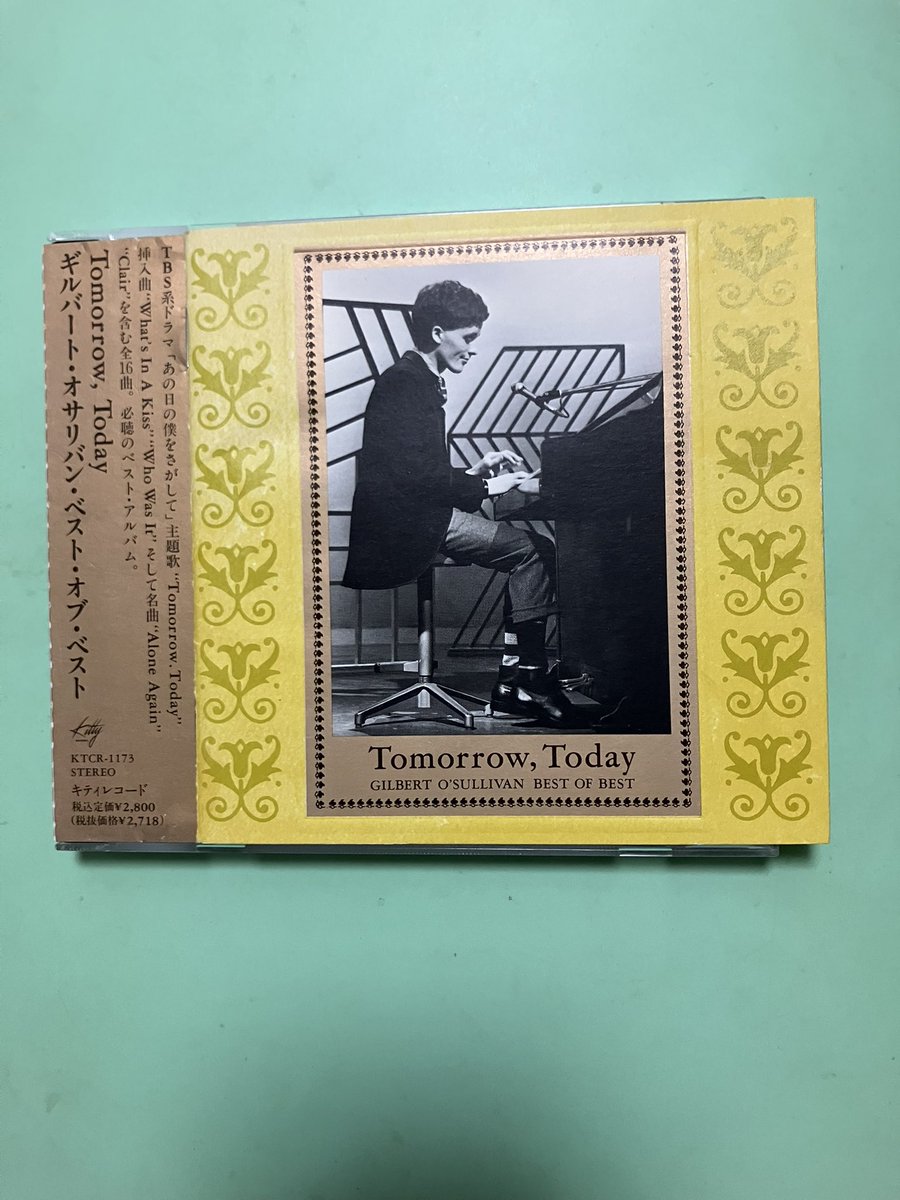 TBS系ドラマ「あの日の僕をさがして」主題歌“Tomorrow, Today”
挿入曲“What's In A Kiss”“Who Was It”そして名曲“Alone Again”
“Clair”を含む全16曲。必聴のベスト・アルバム。
Tomorrow, Today
ギルバート・オサリバン・ベスト・オブ・ベスト
Kitty
KTCR-1173
STEREO
キティレコード
税込定価¥2,800
(税抜価格¥2,718)
Tomorrow, Today
GILBERT O'SULLIVAN BEST OF BEST